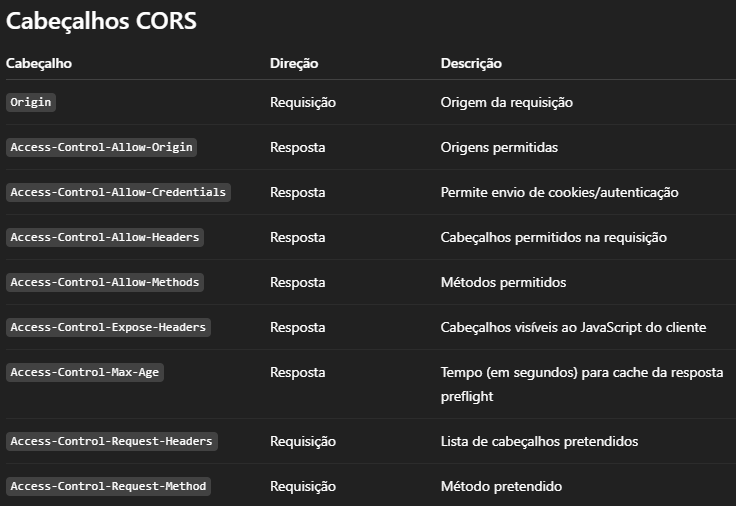 Cabeçalhos CORS
Cabeçalho Direção Descrição
Origin Requisição Origem da requisição
Access-Control-Allow-Origin Resposta Origens permitidas
Access-Control-Allow-Credentials Resposta Permite envio de cookies/autenticação
Access-Control-Allow-Headers Resposta Cabeçalhos permitidos na requisição
Access-Control-Allow-Methods Resposta Métodos permitidos
Access-Control-Expose-Headers Resposta Cabeçalhos visíveis ao JavaScript do cliente
Access-Control-Max-Age Resposta Tempo (em segundos) para cache da resposta
preflight
Access-Control-Request-Headers Requisição Lista de cabeçalhos pretendidos
Access-Control-Request-Method Requisição Método pretendido